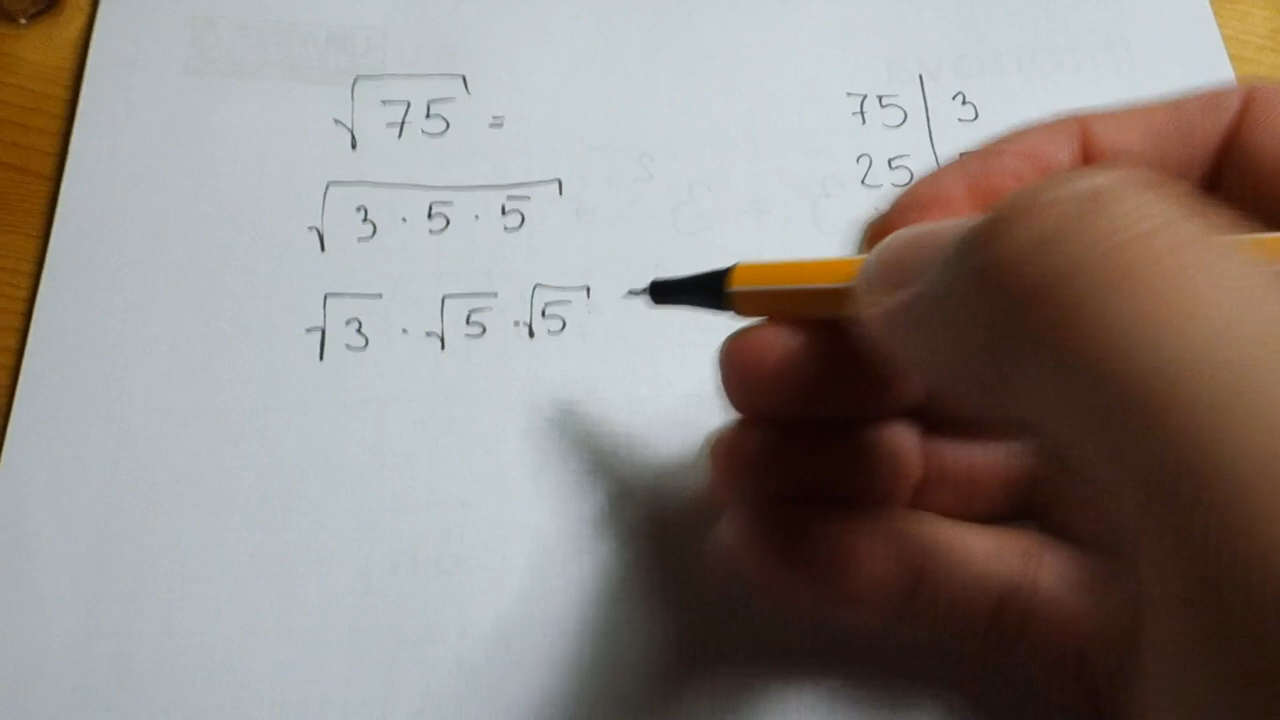 √75 =
√3 · 5 · 5
√3 · √5 · √5
75 | 3
25